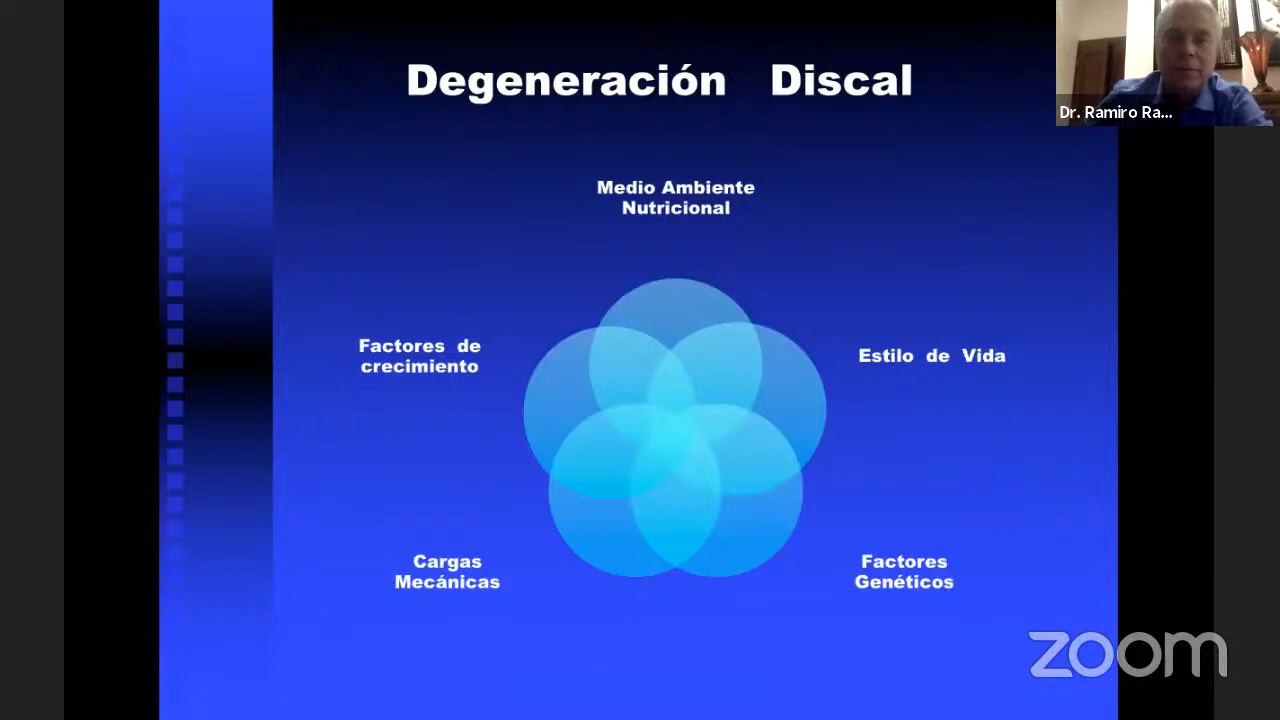 Degeneración Discal
Dr. Ramiro Ra...
Medio Ambiente
Nutricional
Factores de
crecimiento
Estilo de Vida
Cargas
Mecánicas
Factores
Genéticos
zoom